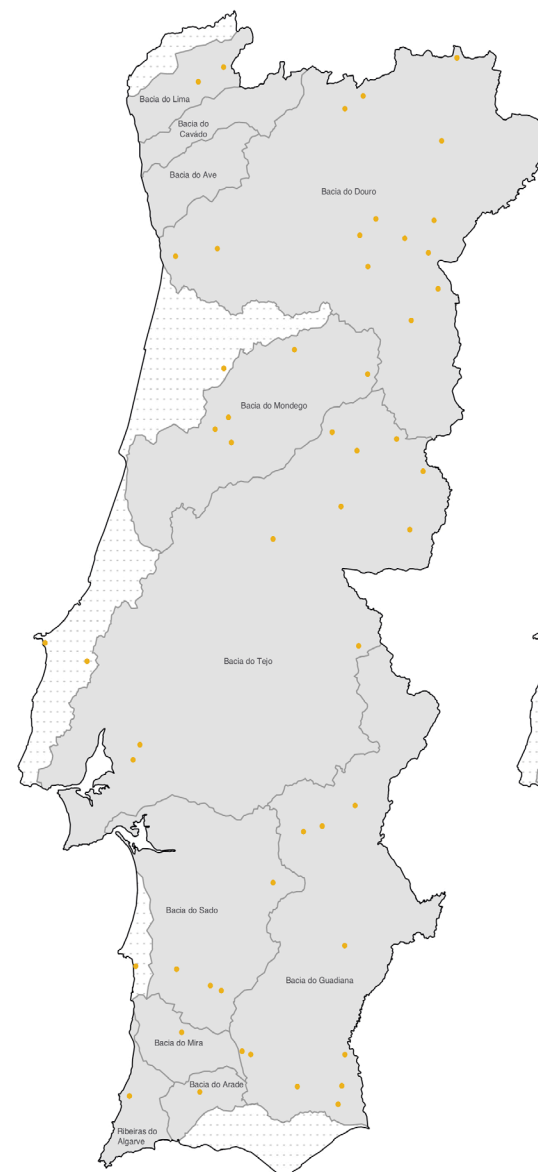 Bacia do Lima
Bacia do
Cavádo
Bacia do Ave
Bacia do Douro
Bacia do Mondego
Bacia do Tejo
Bacia do Sado
Bacia do Guadiana
Bacia do Mira
Bacia do Arade
Ribeiras do
Algarve